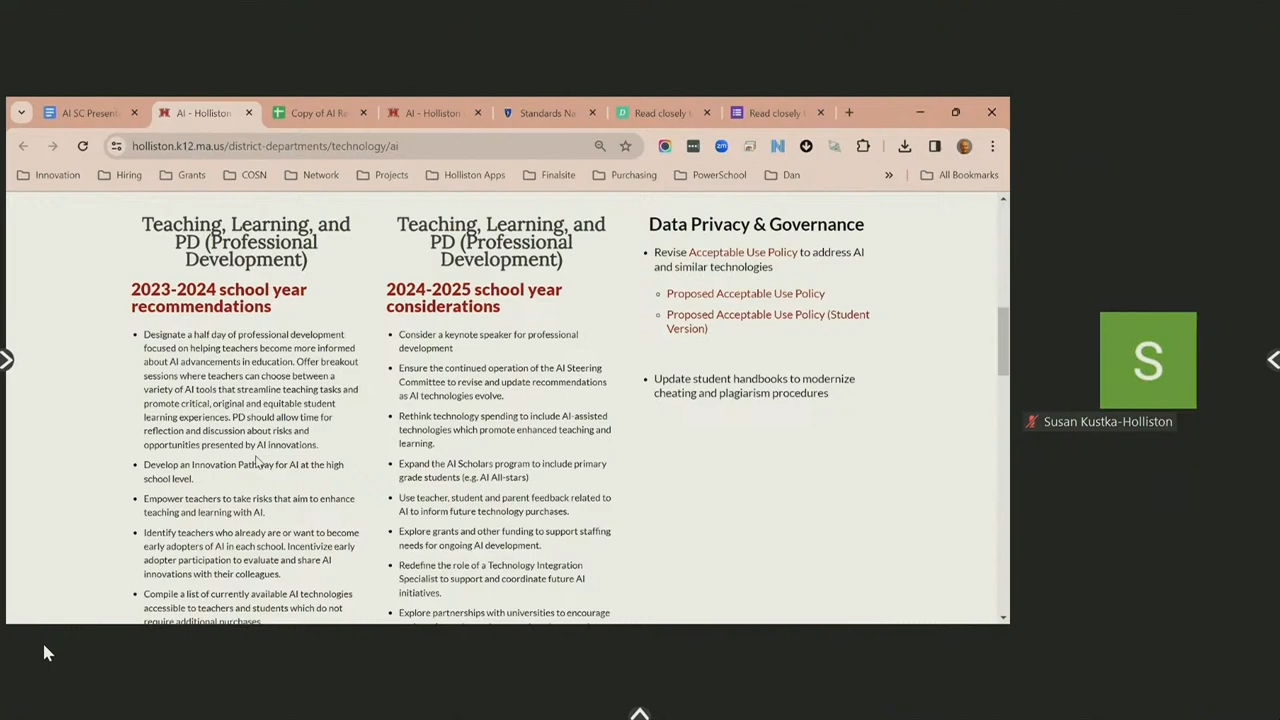 AI SC Present
AI - Holliston
Copy of AI Re
AI - Holliston
Standards Na
Read closely
Read closely
holliston.k12.ma.us/district-departments/technology/ai
Innovation
Hiring
Grants
COSN
Network
Projects
Holliston Apps
Finalsite
Purchasing
PowerSchool
Dan
»
All Bookmarks
Teaching, Learning, and
PD (Professional
Development)
2023-2024 school year
recommendations
• Designate a half day of professional development
focused on helping teachers become more informed
about AI advancements in education. Offer breakout
sessions where teachers can choose between a
variety of AI tools that streamline teaching tasks and
promote critical, original and equitable student
learning experiences. PD should allow time for
reflection and discussion about risks and
opportunities presented by AI innovations.
• Develop an Innovation Pathway for AI at the high
school level.
• Empower teachers to take risks that aim to enhance
teaching and learning with AI.
• Identify teachers who already are or want to become
early adopters of AI in each school. Incentivize early
adopter participation to evaluate and share AI
innovations with their colleagues.
• Compile a list of currently available AI technologies
accessible to teachers and students which do not
require additional purchases.
Teaching, Learning, and
PD (Professional
Development)
2024-2025 school year
considerations
• Consider a keynote speaker for professional
development
• Ensure the continued operation of the AI Steering
Committee to revise and update recommendations
as AI technologies evolve.
• Rethink technology spending to include AI-assisted
technologies which promote enhanced teaching and
learning.
• Expand the AI Scholars program to include primary
grade students (e.g. AI All-stars)
• Use teacher, student and parent feedback related to
AI to inform future technology purchases.
• Explore grants and other funding to support staffing
needs for ongoing AI development.
• Redefine the role of a Technology Integration
Specialist to support and coordinate future AI
initiatives.
• Explore partnerships with universities to encourage
Data Privacy & Governance
• Revise Acceptable Use Policy to address AI
and similar technologies
Proposed Acceptable Use Policy
Proposed Acceptable Use Policy (Student
Version)
• Update student handbooks to modernize
cheating and plagiarism procedures
S
Susan Kustka-Holliston